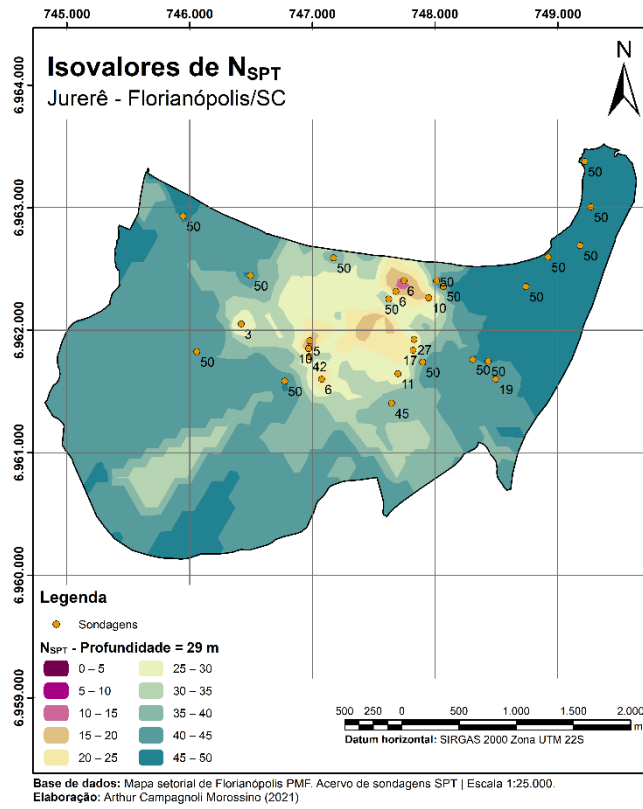 745.000 746.000 747.000 748.000 749.000
Isovalores de NSPT
Jurerê - Florianópolis/SC
N
6.964.000
6.963.000
6.962.000
6.961.000
6.960.000
6.959.000
50
50
50
50
50
50
50
50
50
6
50
50
6
50
10
3
5
27
10
17
50
42
50
50
50
6
11
50
19
45
Legenda
Sondagens
NSPT - Profundidade = 29 m
0 – 5 25 – 30
5 – 10 30 – 35
10 – 15 35 – 40
15 – 20 40 – 45
20 – 25 45 – 50
500 250 0 500 1.000 1.500 2.000
m
Datum horizontal: SIRGAS 2000 Zona UTM 22S
Base de dados: Mapa setorial de Florianópolis PMF. Acervo de sondagens SPT | Escala 1:25.000.
Elaboração: Arthur Campagnoli Morossino (2021)